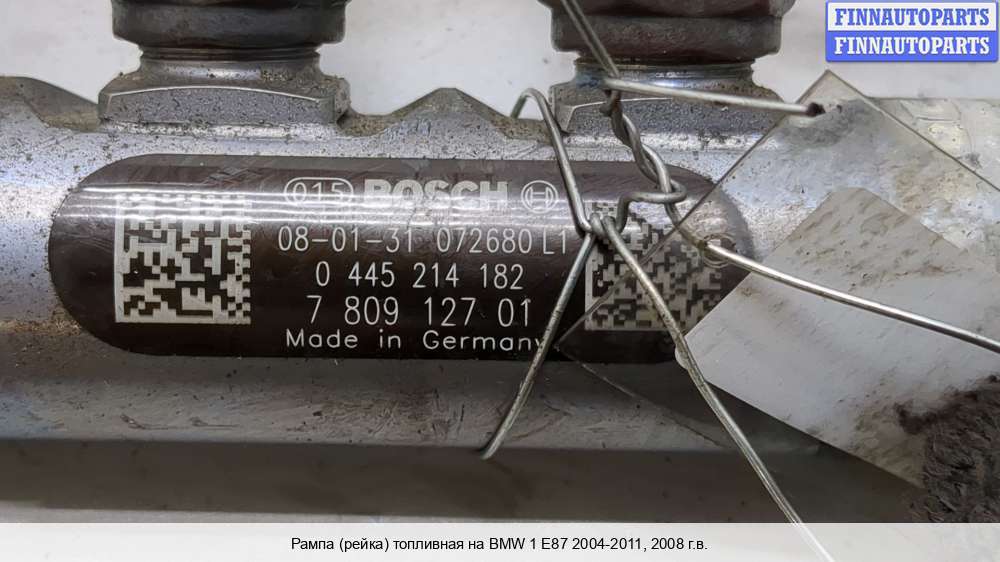 FINNAUTOPARTS
FINNAUTOPARTS
015 BOSCH
08-01-31 072680 L1
0 445 214 182
7 809 127 01
Made in Germany
Рампа (рейка) топливная на BMW 1 E87 2004-2011, 2008 г.в.